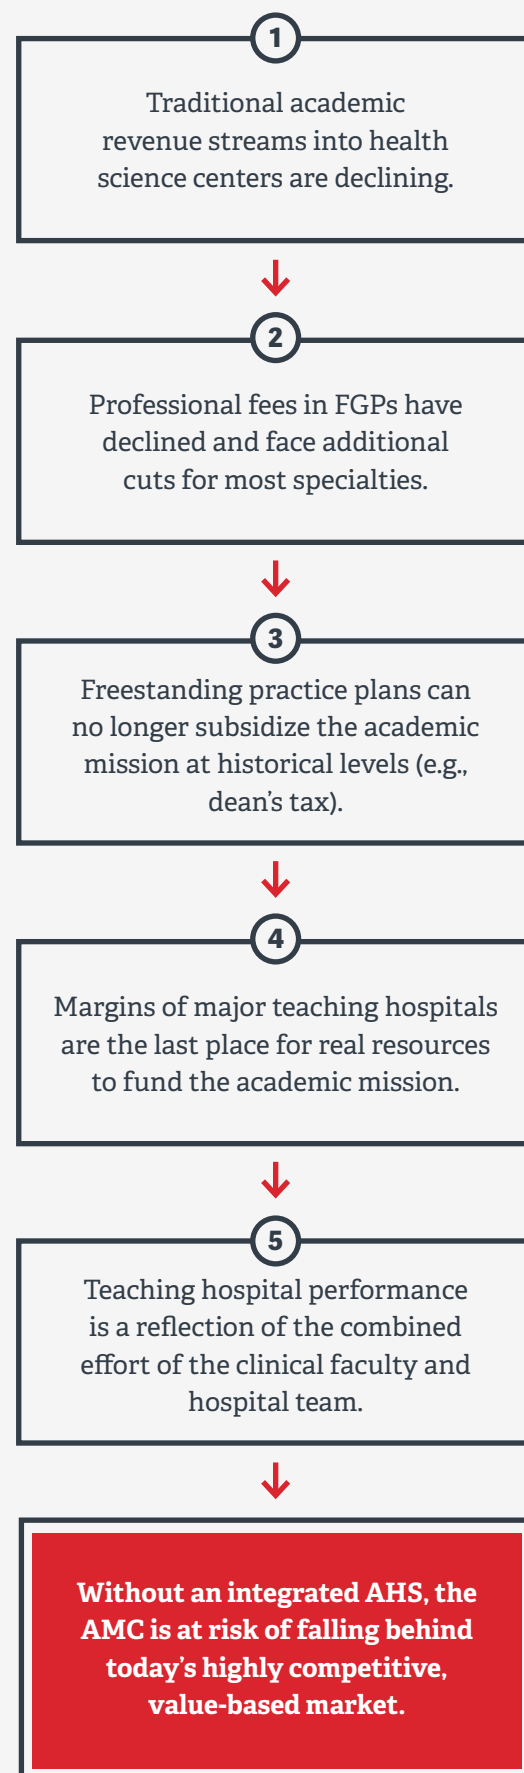 1
Traditional academic
revenue streams into health
science centers are declining.
2
Professional fees in FGPs have
declined and face additional
cuts for most specialties.
3
Freestanding practice plans can
no longer subsidize the academic
mission at historical levels (e.g.,
dean’s tax).
4
Margins of major teaching hospitals
are the last place for real resources
to fund the academic mission.
5
Teaching hospital performance
is a reflection of the combined
effort of the clinical faculty and
hospital team.
Without an integrated AHS, the
AMC is at risk of falling behind
today’s highly competitive,
value-based market.